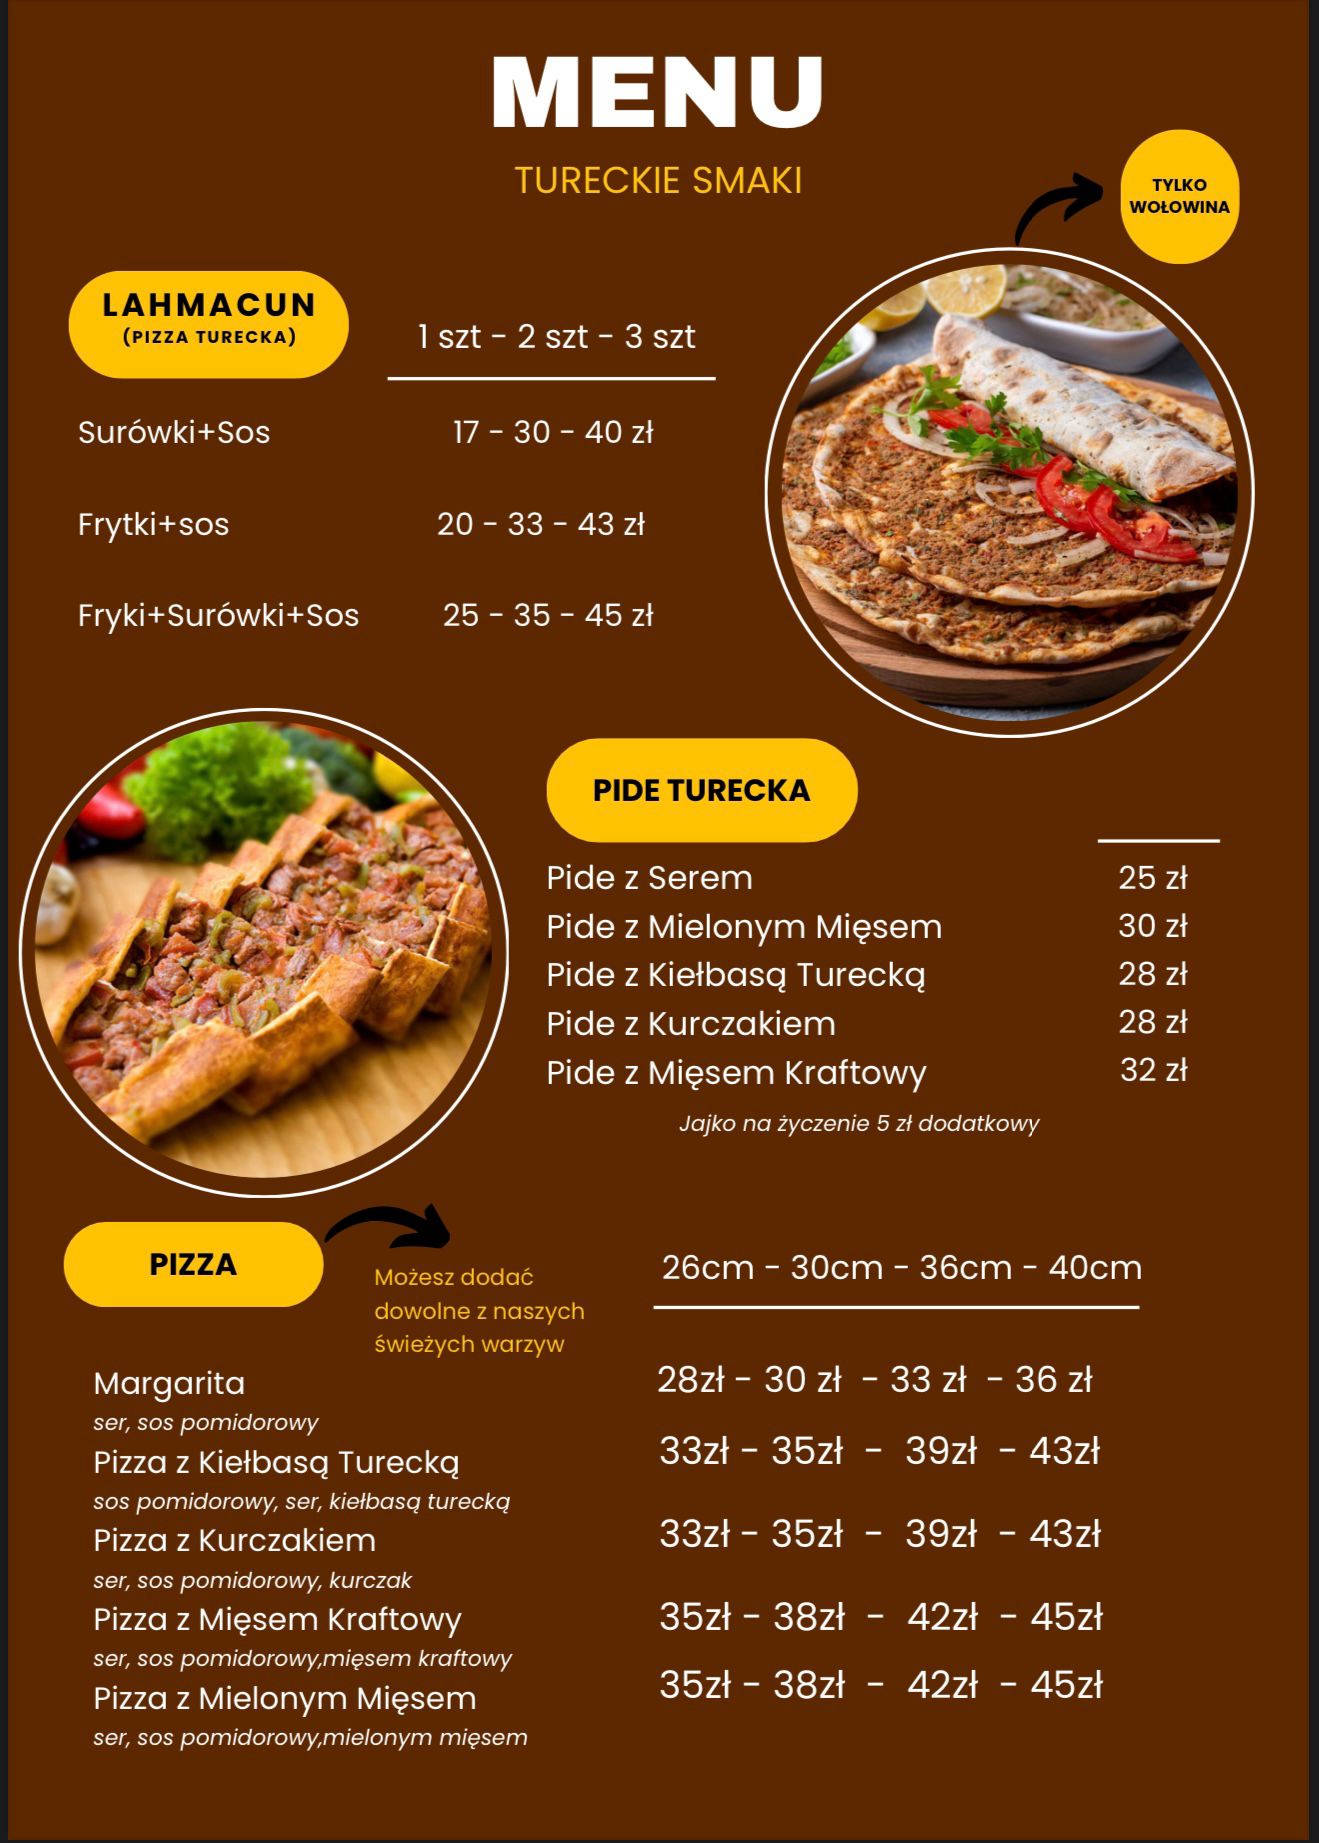 MENU
TURECKIE SMAKI
TYLKO
WOŁOWINA
LAHMACUN
(PIZZA TURECKA)
1 szt - 2 szt - 3 szt
Surówki+Sos 17 - 30 - 40 zł
Frytki+sos 20 - 33 - 43 zł
Fryki+Surówki+Sos 25 - 35 - 45 zł
PIDE TURECKA
Pide z Serem 25 zł
Pide z Mielonym Mięsem 30 zł
Pide z Kiełbasą Turecką 28 zł
Pide z Kurczakiem 28 zł
Pide z Mięsem Kraftowy 32 zł
Jajko na życzenie 5 zł dodatkowy
PIZZA
Możesz dodać
dowolne z naszych
świeżych warzyw
26cm - 30cm - 36cm - 40cm
Margarita 28zł - 30 zł - 33 zł - 36 zł
ser, sos pomidorowy
Pizza z Kiełbasą Turecką 33zł - 35zł - 39zł - 43zł
sos pomidorowy, ser, kiełbasą turecką
Pizza z Kurczakiem 33zł - 35zł - 39zł - 43zł
ser, sos pomidorowy, kurczak
Pizza z Mięsem Kraftowy 35zł - 38zł - 42zł - 45zł
ser, sos pomidorowy,mięsem kraftowy
Pizza z Mielonym Mięsem 35zł - 38zł - 42zł - 45zł
ser, sos pomidorowy,mielonym mięsem